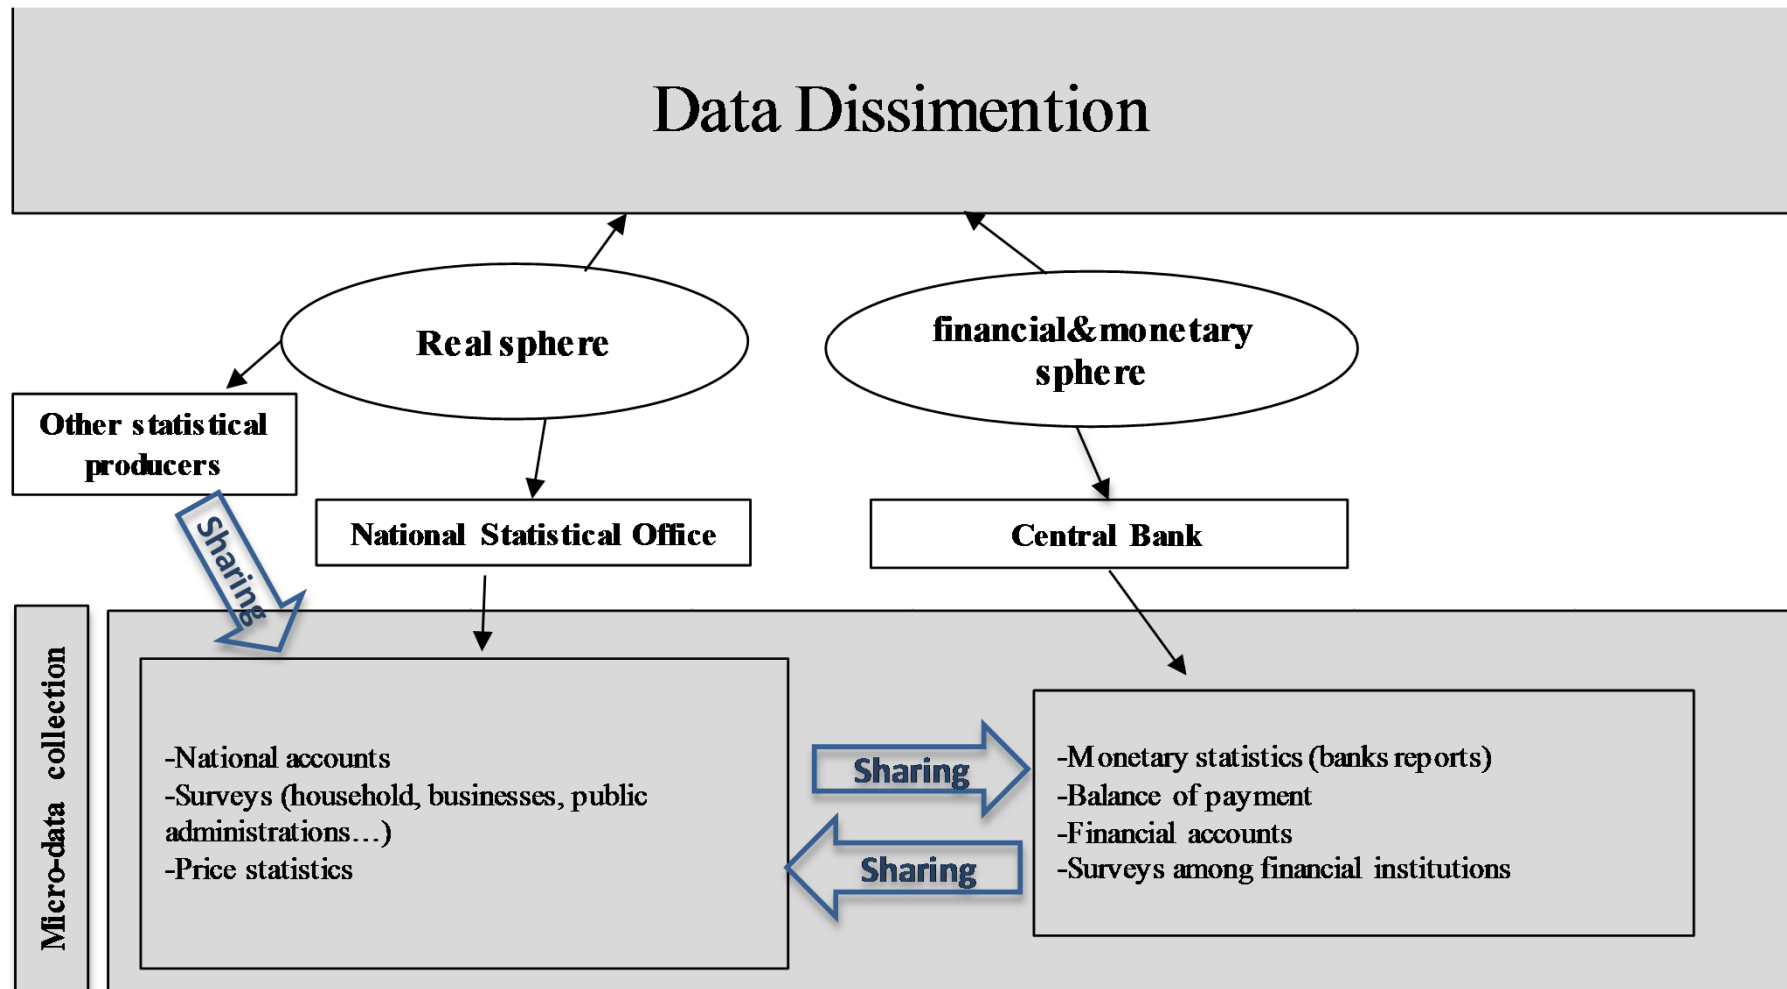 Data Dissimention
Real sphere
financial&monetary
sphere
Other statistical
producers
National Statistical Office
Central Bank
Sharing
Micro-data collection
-National accounts
-Surveys (household, businesses, public
administrations…)
-Price statistics
Sharing
Sharing
-Monetary statistics (banks reports)
-Balance of payment
-Financial accounts
-Surveys among financial institutions